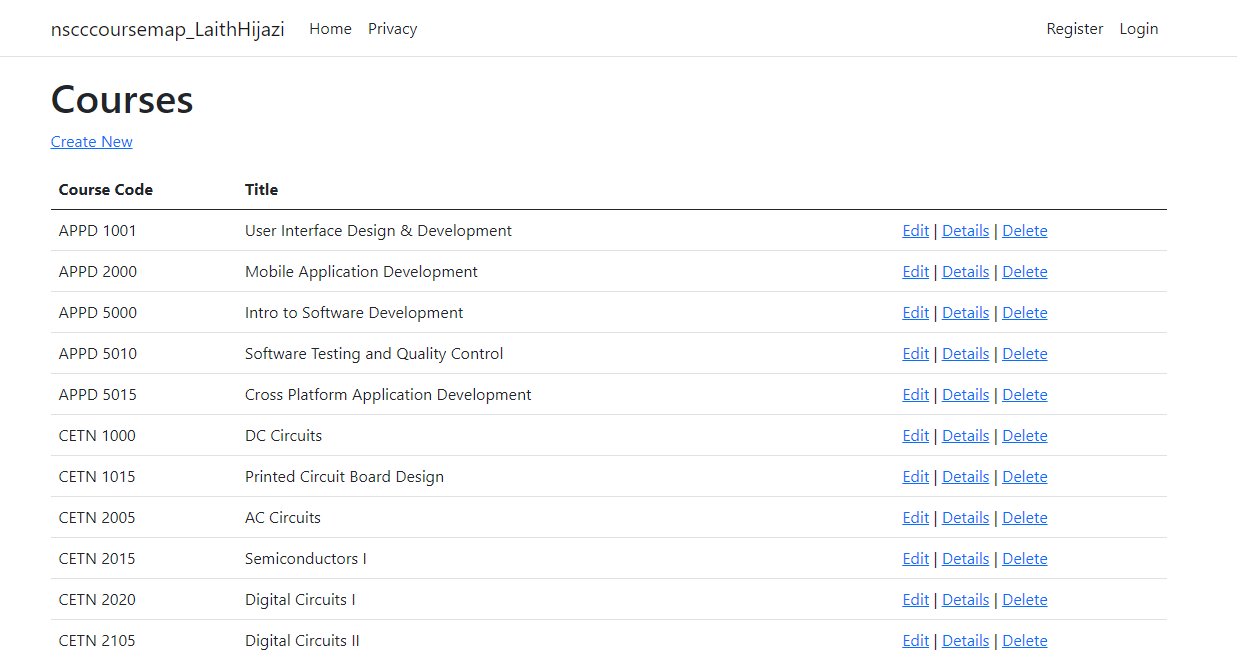 nscccoursemap_LaithHijazi Home Privacy Register Login
Courses
Create New
Course Code Title
APPD 1001 User Interface Design & Development Edit | Details | Delete
APPD 2000 Mobile Application Development Edit | Details | Delete
APPD 5000 Intro to Software Development Edit | Details | Delete
APPD 5010 Software Testing and Quality Control Edit | Details | Delete
APPD 5015 Cross Platform Application Development Edit | Details | Delete
CETN 1000 DC Circuits Edit | Details | Delete
CETN 1015 Printed Circuit Board Design Edit | Details | Delete
CETN 2005 AC Circuits Edit | Details | Delete
CETN 2015 Semiconductors I Edit | Details | Delete
CETN 2020 Digital Circuits I Edit | Details | Delete
CETN 2105 Digital Circuits II Edit | Details | Delete